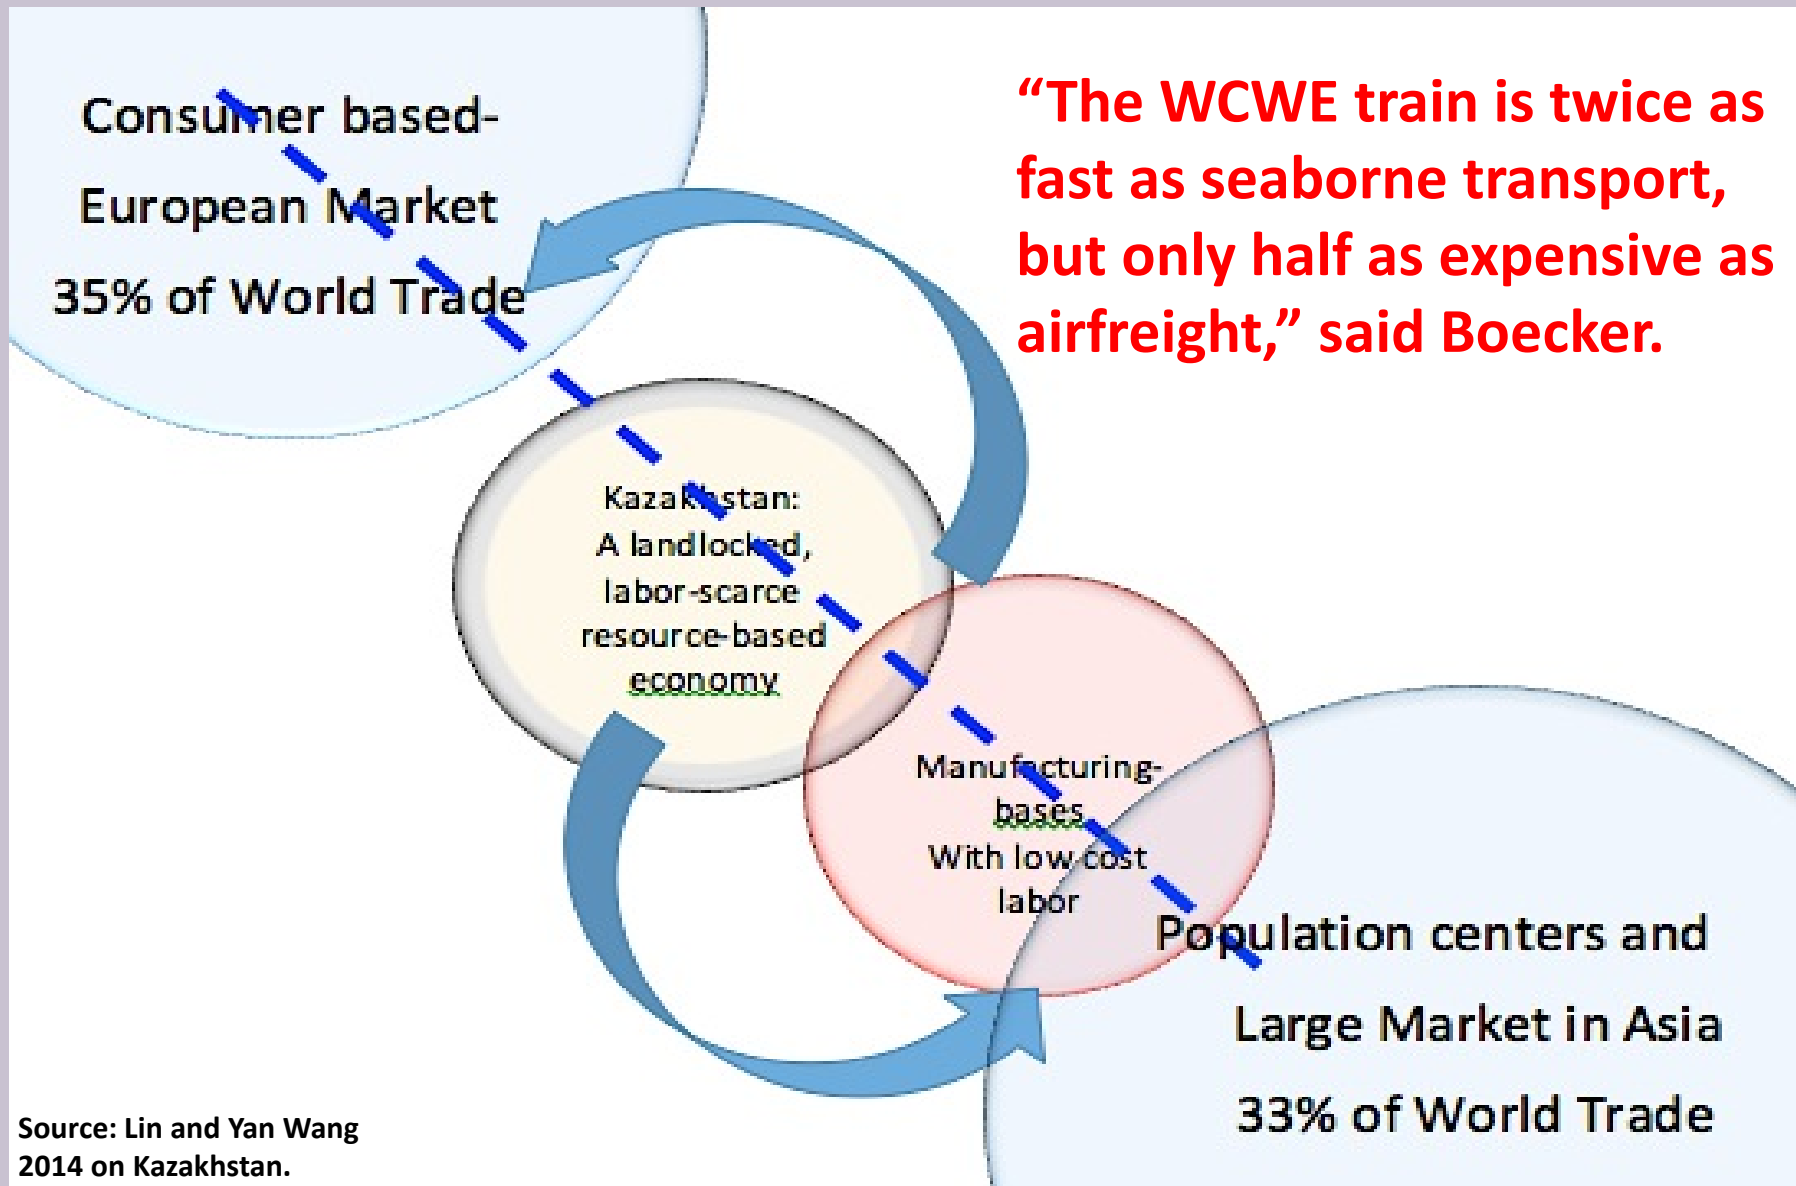 Consumer based-
European Market
35% of World Trade
“The WCWE train is twice as
fast as seaborne transport,
but only half as expensive as
airfreight,” said Boecker.
Kazakhstan:
A landlocked,
labor-scarce
resource-based
economy
Manufacturing-
bases
With low cost
labor
Population centers and
Large Market in Asia
33% of World Trade
Source: Lin and Yan Wang
2014 on Kazakhstan.